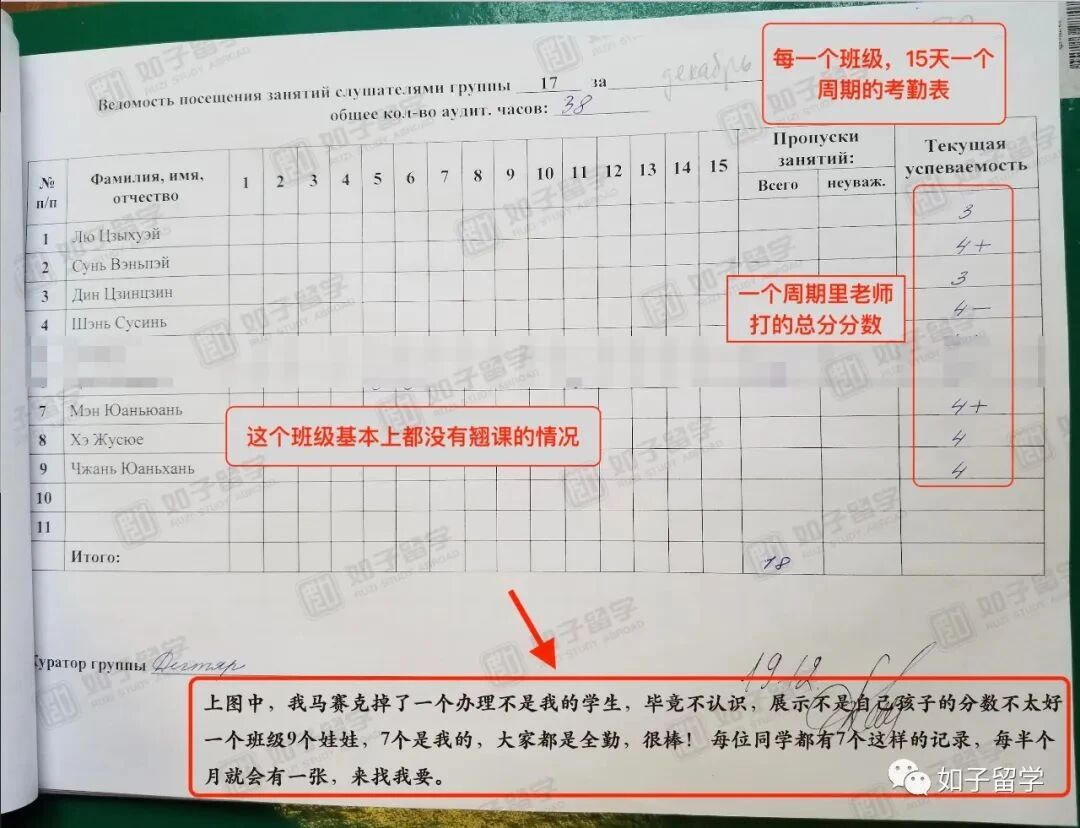 每一个班级，15天一个
周期的考勤表
Ведомость посещения занятий слушателями группы 17 за декабрь
общее кол-во аудит. часов: 38
№ п/п Фамилия, имя, отчество 1 2 3 4 5 6 7 8 9 10 11 12 13 14 15 Пропуски занятий: Всего неуваж. Текущая успеваемость
1 Лю Цзыхуэй 3
2 Сунь Вэньпэй 4+
3 Дин Цзинцзин 3
4 Шэнь Сусинь 4-
一个周期里老师
打的总分分数
7 Мэн Юаньюань 4+
8 Хэ Жусюе 4
9 Чжань Юаньхань 4
这个班级基本上都没有翘课的情况
10
11
Итого: 18
Куратор группы Дегтяр
19.12
上图中，我马赛克掉了一个办理不是我的学生，毕竟不认识，展示不是自己孩子的分数不太好
一个班级9个娃娃，7个是我的，大家都是全勤，很棒！ 每位同学都有7个这样的记录，每半个
月就会有一张，来找我要。
如子留学
如子留学
RUZI STUDY ABROAD